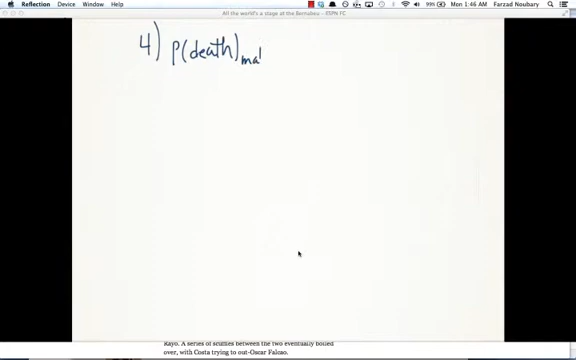 Reflection Device Window Help 99% Mon 1:46 AM Farzad Noubary
All the world's a stage at the Bernabeu – ESPN FC
4) P(death)mal
Rayo. A series of scuffles between the two eventually boiled
over, with Costa trying to out-Oscar Falcao.